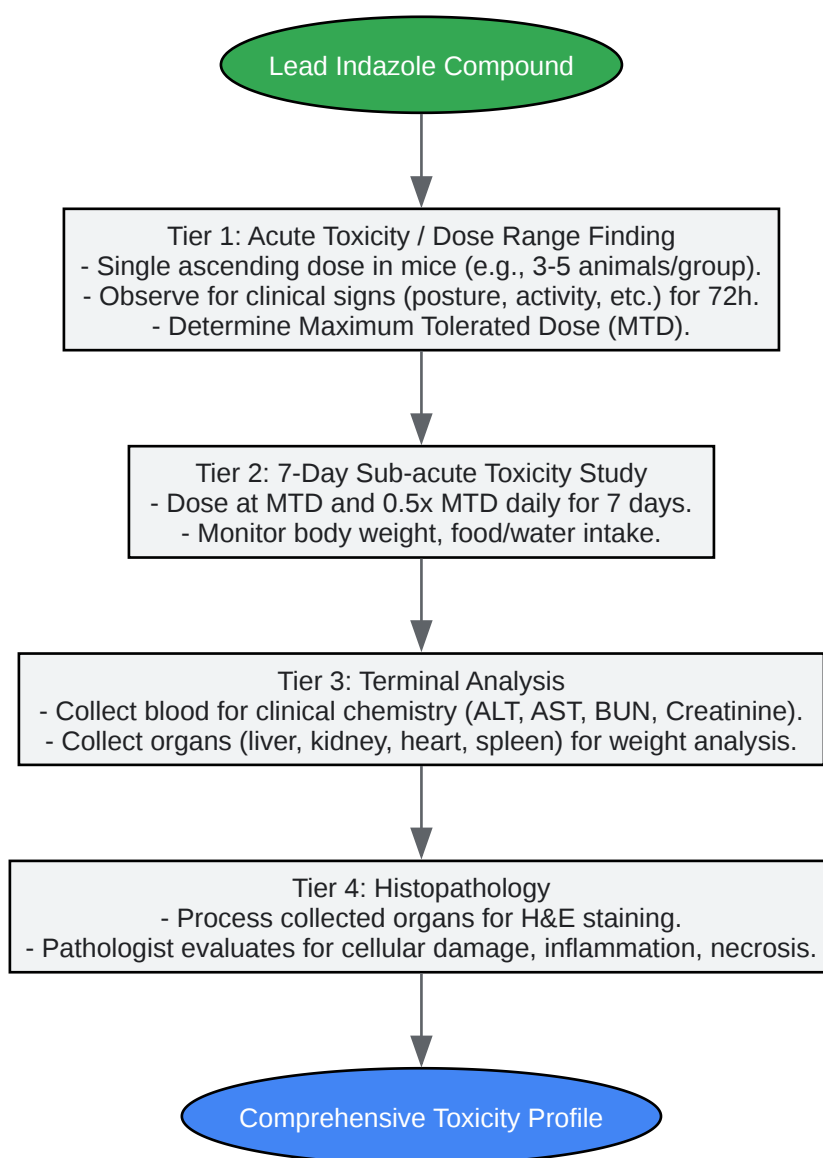 Lead Indazole Compound
Tier 1: Acute Toxicity / Dose Range Finding
- Single ascending dose in mice (e.g., 3-5 animals/group).
- Observe for clinical signs (posture, activity, etc.) for 72h.
- Determine Maximum Tolerated Dose (MTD).
Tier 2: 7-Day Sub-acute Toxicity Study
- Dose at MTD and 0.5x MTD daily for 7 days.
- Monitor body weight, food/water intake.
Tier 3: Terminal Analysis
- Collect blood for clinical chemistry (ALT, AST, BUN, Creatinine).
- Collect organs (liver, kidney, heart, spleen) for weight analysis.
Tier 4: Histopathology
- Process collected organs for H&E staining.
- Pathologist evaluates for cellular damage, inflammation, necrosis.
Comprehensive Toxicity Profile